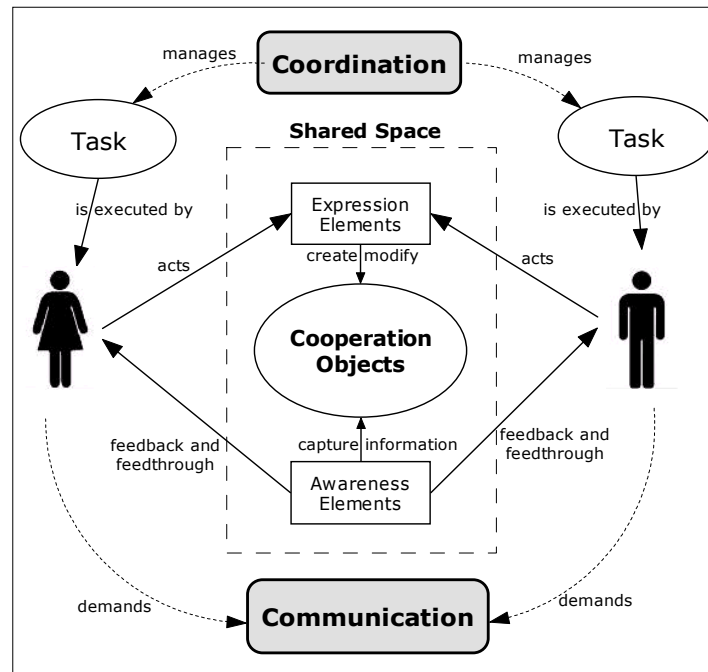 Coordination
manages
manages
Task
Task
Shared Space
is executed by
is executed by
Expression
Elements
acts
acts
create modify
Cooperation
Objects
feedback and
feedthrough
capture information
feedback and
feedthrough
Awareness
Elements
demands
demands
Communication